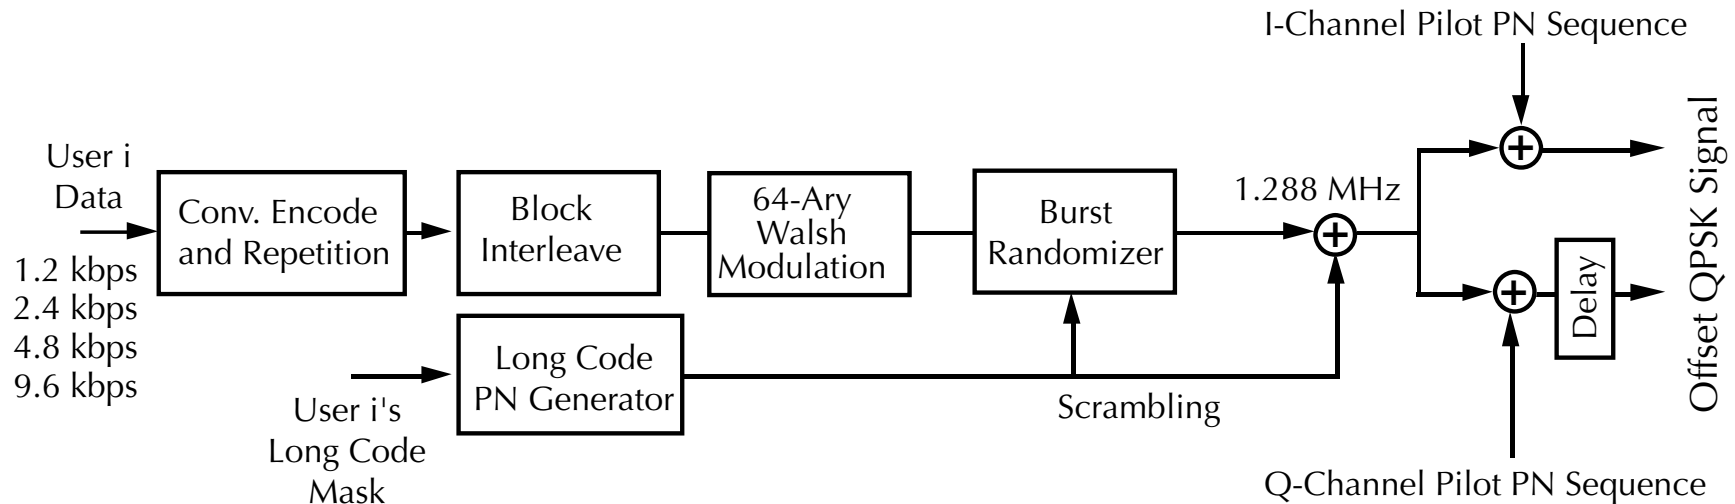 I-Channel Pilot PN Sequence
User i
Data
1.2 kbps
2.4 kbps
4.8 kbps
9.6 kbps
Conv. Encode
and Repetition
Block
Interleave
64-Ary
Walsh
Modulation
Burst
Randomizer
1.288 MHz
+
+
+
Delay
Offset QPSK Signal
User i's
Long Code
Mask
Long Code
PN Generator
Scrambling
Q-Channel Pilot PN Sequence